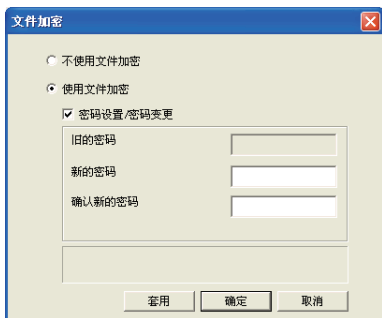 文件加密
不使用文件加密
使用文件加密
密码设置/密码变更
旧的密码
新的密码
确认新的密码
套用 确定 取消